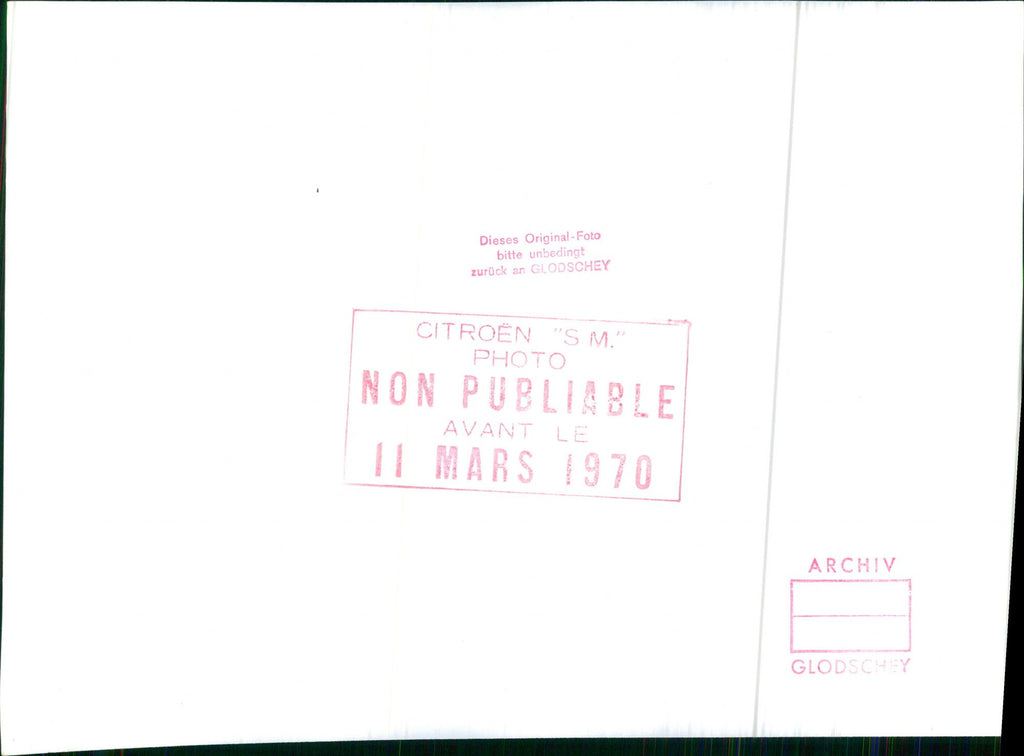 Dieses Original-Foto
bitte unbedingt
zurück an GLODSCHEY
CITROËN "S.M."
PHOTO
NON PUBLIABLE
AVANT LE
11 MARS 1970
ARCHIV
GLODSCHEY